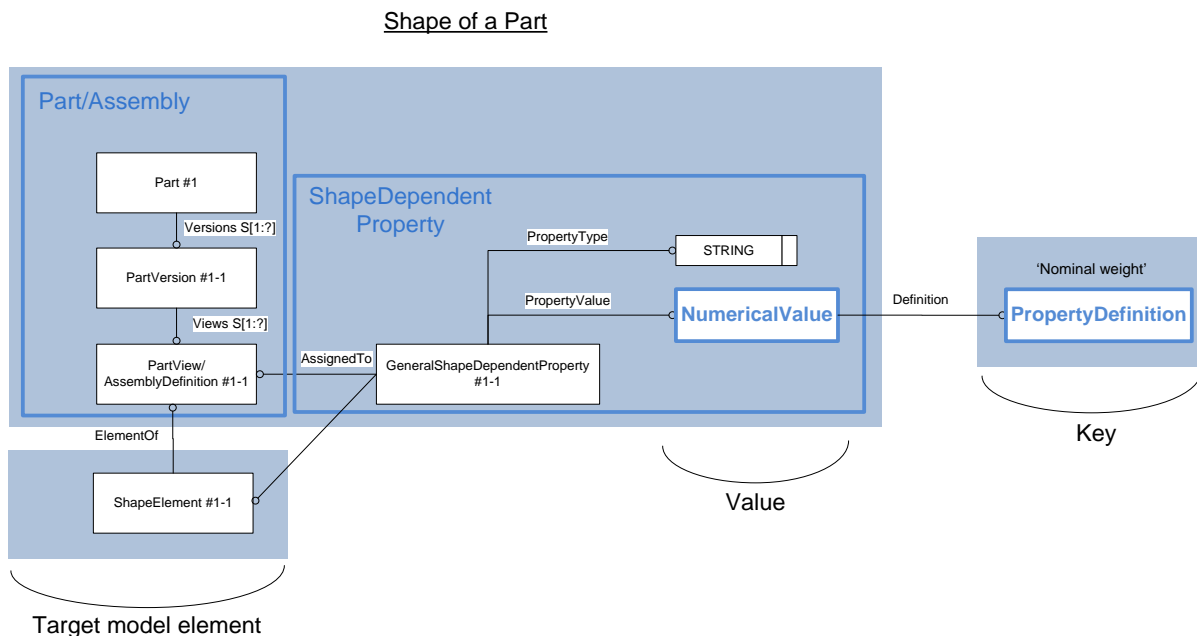 Shape of a Part
Part/Assembly
Part #1
Versions S[1:?]
PartVersion #1-1
Views S[1:?]
PartView/
AssemblyDefinition #1-1
ElementOf
ShapeElement #1-1
Target model element
ShapeDependent
Property
PropertyType
STRING
PropertyValue
NumericalValue
AssignedTo
GeneralShapeDependentProperty
#1-1
Value
Definition
‘Nominal weight’
PropertyDefinition
Key